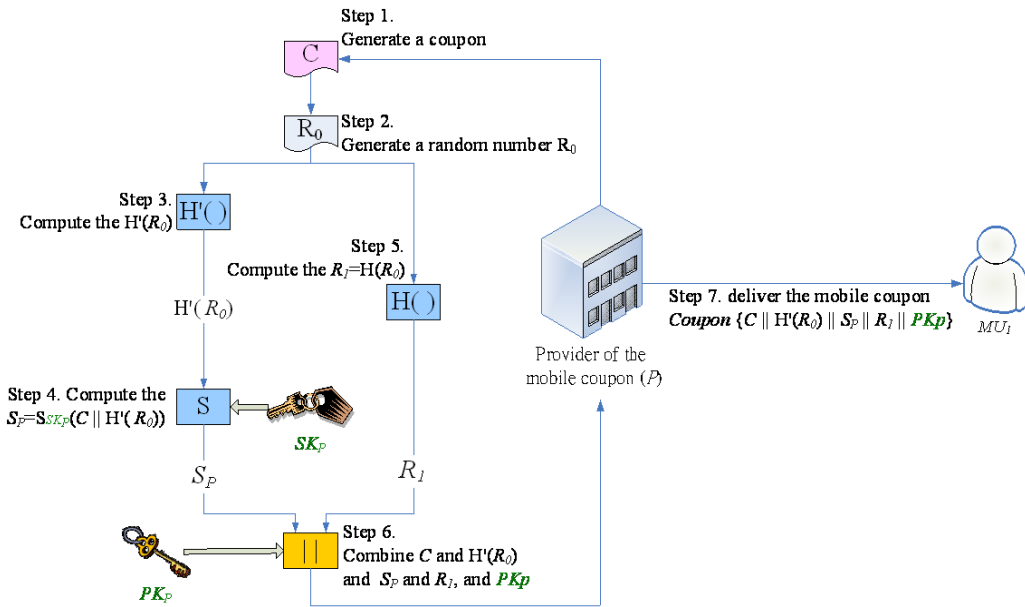 Step 1.
Generate a coupon
C
R₀
Step 2.
Generate a random number R₀
Step 3.
Compute the H'(R₀)
H'( )
Step 5.
Compute the R₁=H(R₀)
H( )
H'(R₀)
Provider of the
mobile coupon (P)
Step 7. deliver the mobile coupon
Coupon {C || H'(R₀) || Sₚ || R₁ || PKp}
MU₁
Step 4. Compute the
Sₚ=S_SKₚ(C || H'( R₀))
S
SKₚ
Sₚ
R₁
Step 6.
Combine C and H'(R₀)
and Sₚ and R₁, and PKp
||
PKₚ